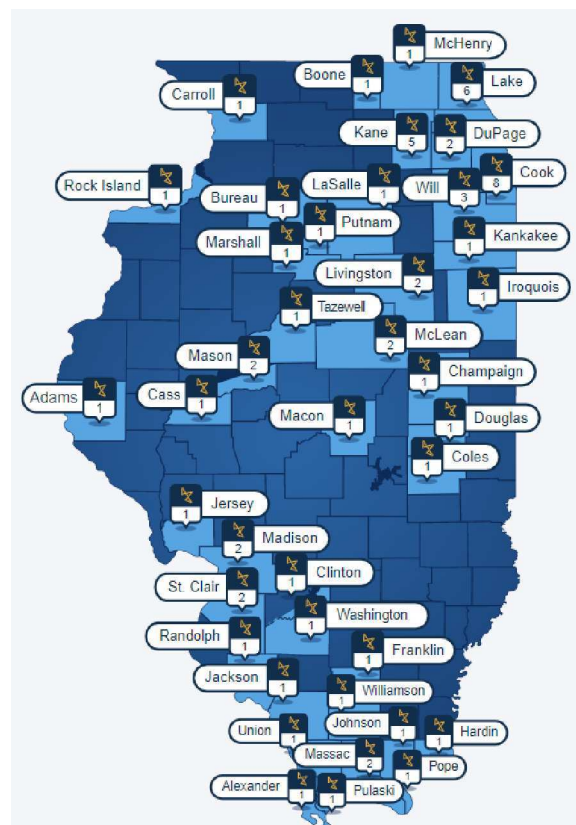 McHenry
1
Boone
1
Lake
6
Carroll
1
Kane
5
DuPage
2
Cook
8
Rock Island
1
Bureau
1
LaSalle
1
Will
3
Putnam
1
Marshall
1
Kankakee
1
Livingston
2
Iroquois
1
Tazewell
1
McLean
2
Mason
2
Champaign
1
Adams
1
Cass
1
Macon
1
Douglas
1
Coles
1
Jersey
1
Madison
2
Clinton
1
St. Clair
2
Washington
1
Randolph
1
Franklin
1
Jackson
1
Williamson
1
Union
1
Johnson
1
Hardin
1
Massac
2
Pope
1
Alexander
1
Pulaski
1